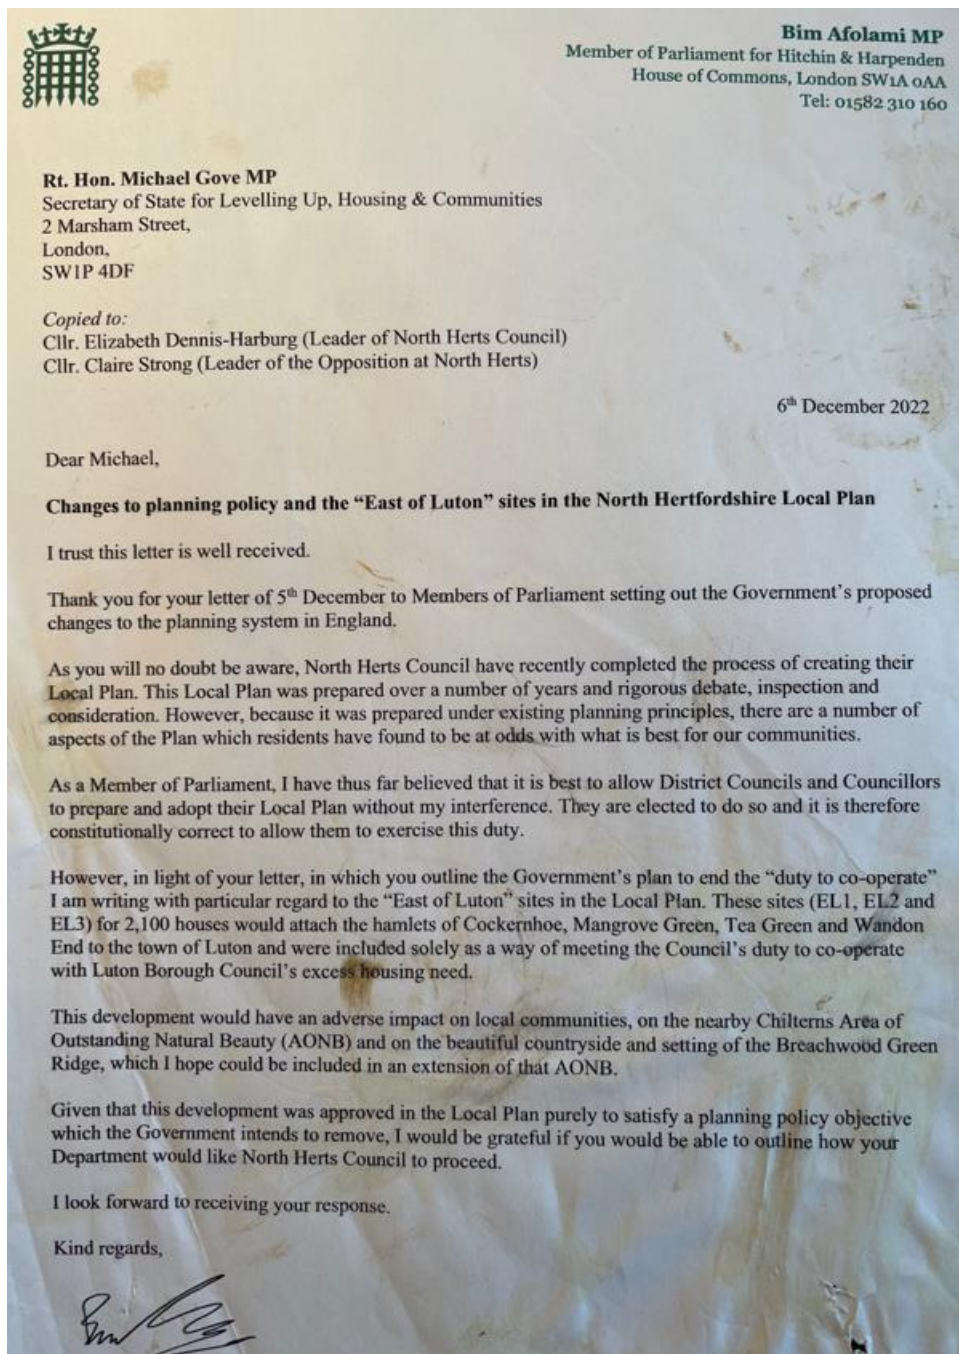 Bim Afolami MP
Member of Parliament for Hitchin & Harpenden
House of Commons, London SW1A 0AA
Tel: 01582 310 160
Rt. Hon. Michael Gove MP
Secretary of State for Levelling Up, Housing & Communities
2 Marsham Street,
London,
SW1P 4DF
Copied to:
Cllr. Elizabeth Dennis-Harburg (Leader of North Herts Council)
Cllr. Claire Strong (Leader of the Opposition at North Herts)
6th December 2022
Dear Michael,
Changes to planning policy and the “East of Luton” sites in the North Hertfordshire Local Plan
I trust this letter is well received.
Thank you for your letter of 5th December to Members of Parliament setting out the Government’s proposed
changes to the planning system in England.
As you will no doubt be aware, North Herts Council have recently completed the process of creating their
Local Plan. This Local Plan was prepared over a number of years and rigorous debate, inspection and
consideration. However, because it was prepared under existing planning principles, there are a number of
aspects of the Plan which residents have found to be at odds with what is best for our communities.
As a Member of Parliament, I have thus far believed that it is best to allow District Councils and Councillors
to prepare and adopt their Local Plan without my interference. They are elected to do so and it is therefore
constitutionally correct to allow them to exercise this duty.
However, in light of your letter, in which you outline the Government’s plan to end the “duty to co-operate”
I am writing with particular regard to the “East of Luton” sites in the Local Plan. These sites (EL1, EL2 and
EL3) for 2,100 houses would attach the hamlets of Cockernhoe, Mangrove Green, Tea Green and Wandon
End to the town of Luton and were included solely as a way of meeting the Council’s duty to co-operate
with Luton Borough Council’s excess housing need.
This development would have an adverse impact on local communities, on the nearby Chilterns Area of
Outstanding Natural Beauty (AONB) and on the beautiful countryside and setting of the Breachwood Green
Ridge, which I hope could be included in an extension of that AONB.
Given that this development was approved in the Local Plan purely to satisfy a planning policy objective
which the Government intends to remove, I would be grateful if you would be able to outline how your
Department would like North Herts Council to proceed.
I look forward to receiving your response.
Kind regards,